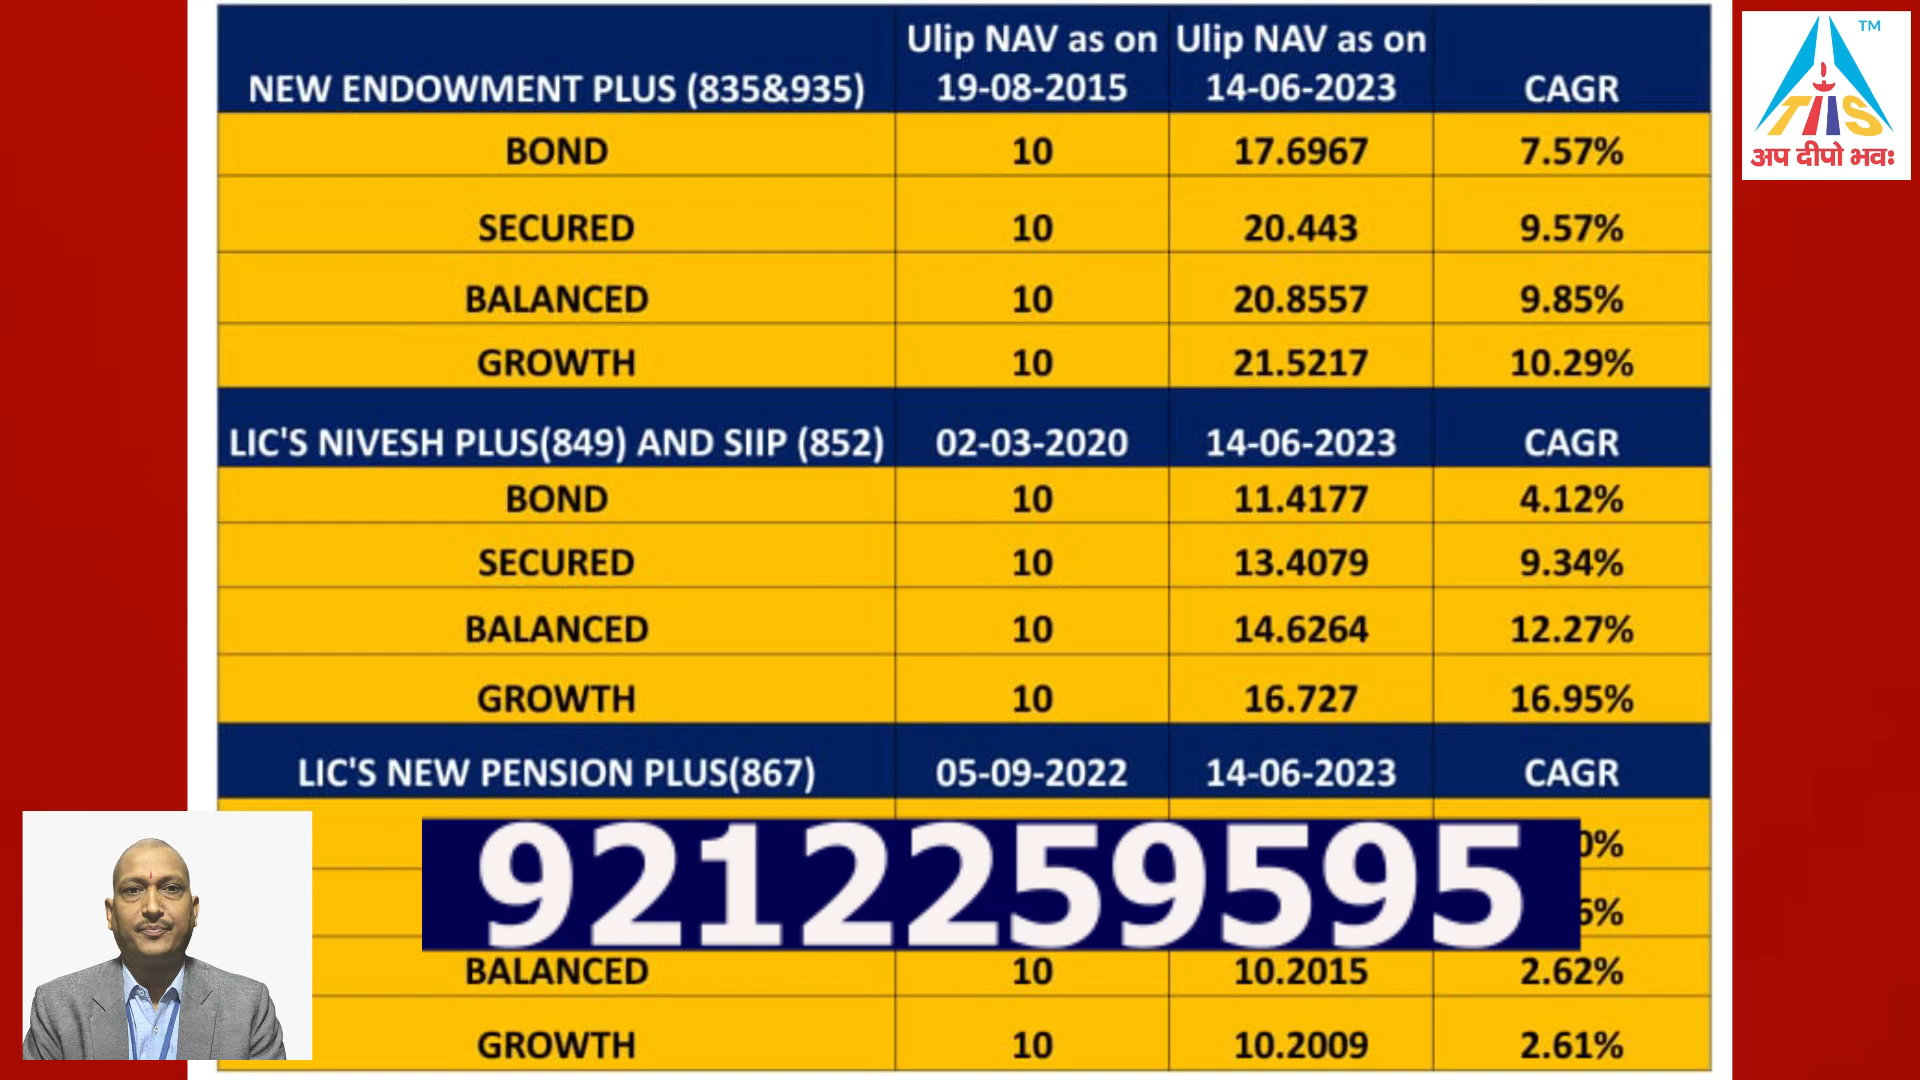 NEW ENDOWMENT PLUS (835&935) Ulip NAV as on 19-08-2015 Ulip NAV as on 14-06-2023 CAGR
BOND 10 17.6967 7.57%
SECURED 10 20.443 9.57%
BALANCED 10 20.8557 9.85%
GROWTH 10 21.5217 10.29%
LIC'S NIVESH PLUS(849) AND SIIP (852) 02-03-2020 14-06-2023 CAGR
BOND 10 11.4177 4.12%
SECURED 10 13.4079 9.34%
BALANCED 10 14.6264 12.27%
GROWTH 10 16.727 16.95%
LIC'S NEW PENSION PLUS(867) 05-09-2022 14-06-2023 CAGR
9212259595
BALANCED 10 10.2015 2.62%
GROWTH 10 10.2009 2.61%
TM
TIIS
अप दीपो भवः